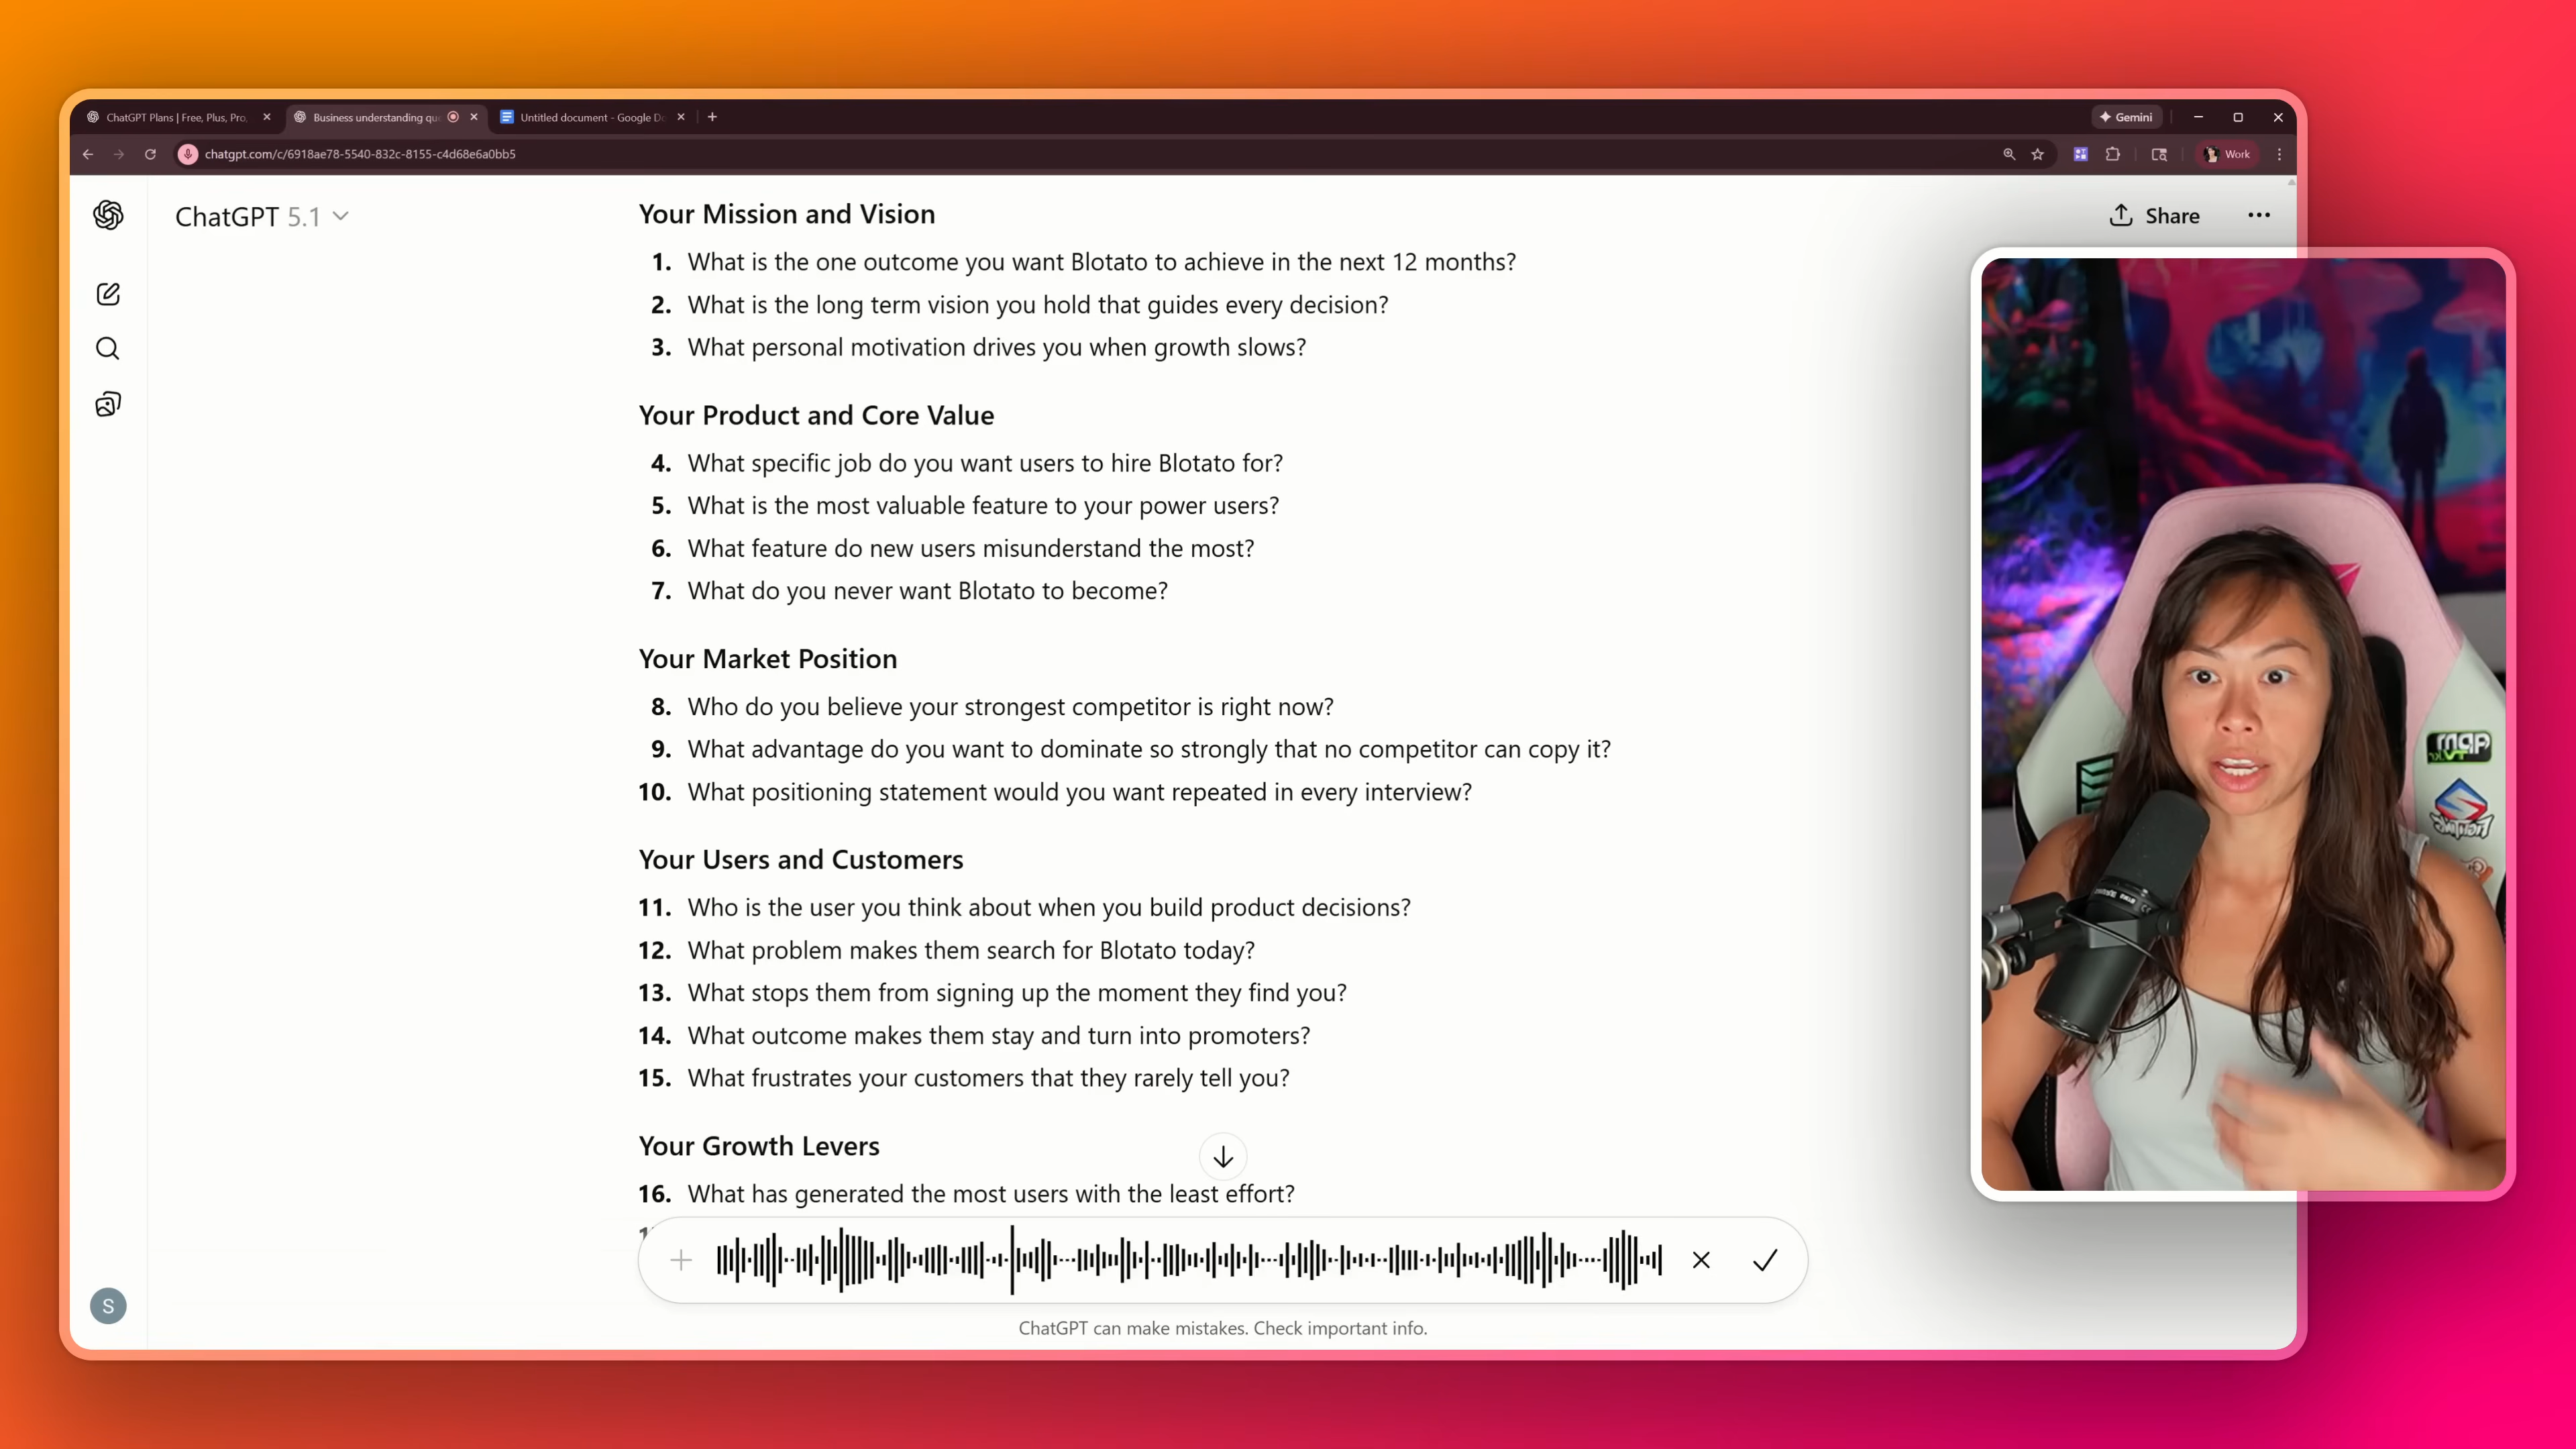 ChatGPT Plans | Free, Plus, Pro,
Business understanding qu
Untitled document - Google Do
Gemini
chatgpt.com/c/6918ae78-5540-832c-8155-c4d68e6a0bb5
Work
ChatGPT 5.1
Share
Your Mission and Vision
1. What is the one outcome you want Blotato to achieve in the next 12 months?
2. What is the long term vision you hold that guides every decision?
3. What personal motivation drives you when growth slows?
Your Product and Core Value
4. What specific job do you want users to hire Blotato for?
5. What is the most valuable feature to your power users?
6. What feature do new users misunderstand the most?
7. What do you never want Blotato to become?
Your Market Position
8. Who do you believe your strongest competitor is right now?
9. What advantage do you want to dominate so strongly that no competitor can copy it?
10. What positioning statement would you want repeated in every interview?
Your Users and Customers
11. Who is the user you think about when you build product decisions?
12. What problem makes them search for Blotato today?
13. What stops them from signing up the moment they find you?
14. What outcome makes them stay and turn into promoters?
15. What frustrates your customers that they rarely tell you?
Your Growth Levers
16. What has generated the most users with the least effort?
S
ChatGPT can make mistakes. Check important info.